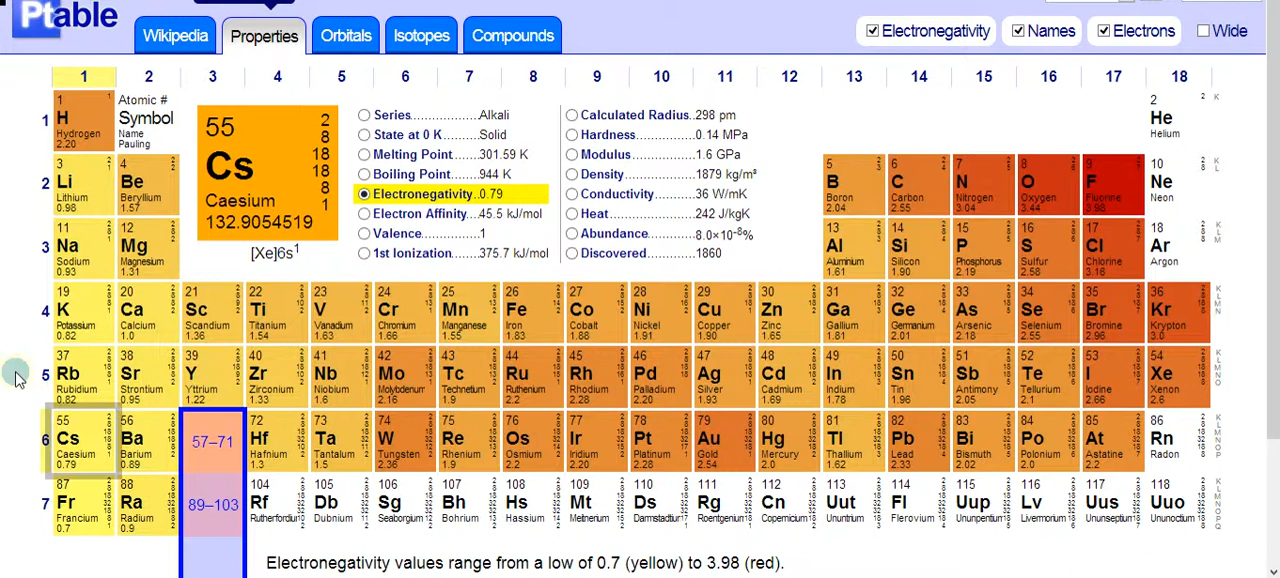 Ptable
Wikipedia Properties Orbitals Isotopes Compounds Electronegativity Names Electrons Wide
1 2 3 4 5 6 7 8 9 10 11 12 13 14 15 16 17 18
Atomic #
Symbol
Name
Pauling
55 2 8 18 18 8 1
Cs
Caesium
132.9054519
[Xe]6s1
Series..............Alkali
State at 0 K.....Solid
Melting Point......301.59 K
Boiling Point......944 K
Electronegativity..0.79
Electron Affinity...45.5 kJ/mol
Valence..............1
1st Ionization......375.7 kJ/mol
Calculated Radius..298 pm
Hardness..............0.14 MPa
Modulus................1.6 GPa
Density.................1879 kg/m³
Conductivity..........36 W/mK
Heat.....................242 J/kgK
Abundance............8.0×10-8%
Discovered............1860
1
1 H Hydrogen 2.20
2 He Helium
2
3 Li Lithium 0.98
4 Be Beryllium 1.57
5 B Boron 2.04
6 C Carbon 2.55
7 N Nitrogen 3.04
8 O Oxygen 3.44
9 F Fluorine 3.98
10 Ne Neon
3
11 Na Sodium 0.93
12 Mg Magnesium 1.31
13 Al Aluminium 1.61
14 Si Silicon 1.90
15 P Phosphorus 2.19
16 S Sulfur 2.58
17 Cl Chlorine 3.16
18 Ar Argon
4
19 K Potassium 0.82
20 Ca Calcium 1.0
21 Sc Scandium 1.36
22 Ti Titanium 1.54
23 V Vanadium 1.63
24 Cr Chromium 1.66
25 Mn Manganese 1.55
26 Fe Iron 1.83
27 Co Cobalt 1.88
28 Ni Nickel 1.91
29 Cu Copper 1.90
30 Zn Zinc 1.65
31 Ga Gallium 1.81
32 Ge Germanium 2.01
33 As Arsenic 2.18
34 Se Selenium 2.55
35 Br Bromine 2.96
36 Kr Krypton 3.0
5
37 Rb Rubidium 0.82
38 Sr Strontium 0.95
39 Y Yttrium 1.22
40 Zr Zirconium 1.33
41 Nb Niobium 1.6
42 Mo Molybdenum 2.16
43 Tc Technetium 1.9
44 Ru Ruthenium 2.2
45 Rh Rhodium 2.28
46 Pd Palladium 2.20
47 Ag Silver 1.93
48 Cd Cadmium 1.69
49 In Indium 1.78
50 Sn Tin 1.96
51 Sb Antimony 2.05
52 Te Tellurium 2.1
53 I Iodine 2.66
54 Xe Xenon 2.6
6
55 Cs Caesium 0.79
56 Ba Barium 0.89
57–71
72 Hf Hafnium 1.3
73 Ta Tantalum 1.5
74 W Tungsten 2.36
75 Re Rhenium 1.9
76 Os Osmium 2.2
77 Ir Iridium 2.20
78 Pt Platinum 2.28
79 Au Gold 2.54
80 Hg Mercury 2.0
81 Tl Thallium 1.62
82 Pb Lead 2.33
83 Bi Bismuth 2.02
84 Po Polonium 2.0
85 At Astatine 2.2
86 Rn Radon
7
87 Fr Francium 0.7
88 Ra Radium 0.9
89–103
104 Rf Rutherfordium
105 Db Dubnium
106 Sg Seaborgium
107 Bh Bohrium
108 Hs Hassium
109 Mt Meitnerium
110 Ds Darmstadtium
111 Rg Roentgenium
112 Cn Copernicium
113 Uut Ununtrium
114 Fl Flerovium
115 Uup Ununpentium
116 Lv Livermorium
117 Uus Ununseptium
118 Uuo Ununoctium
Electronegativity values range from a low of 0.7 (yellow) to 3.98 (red).